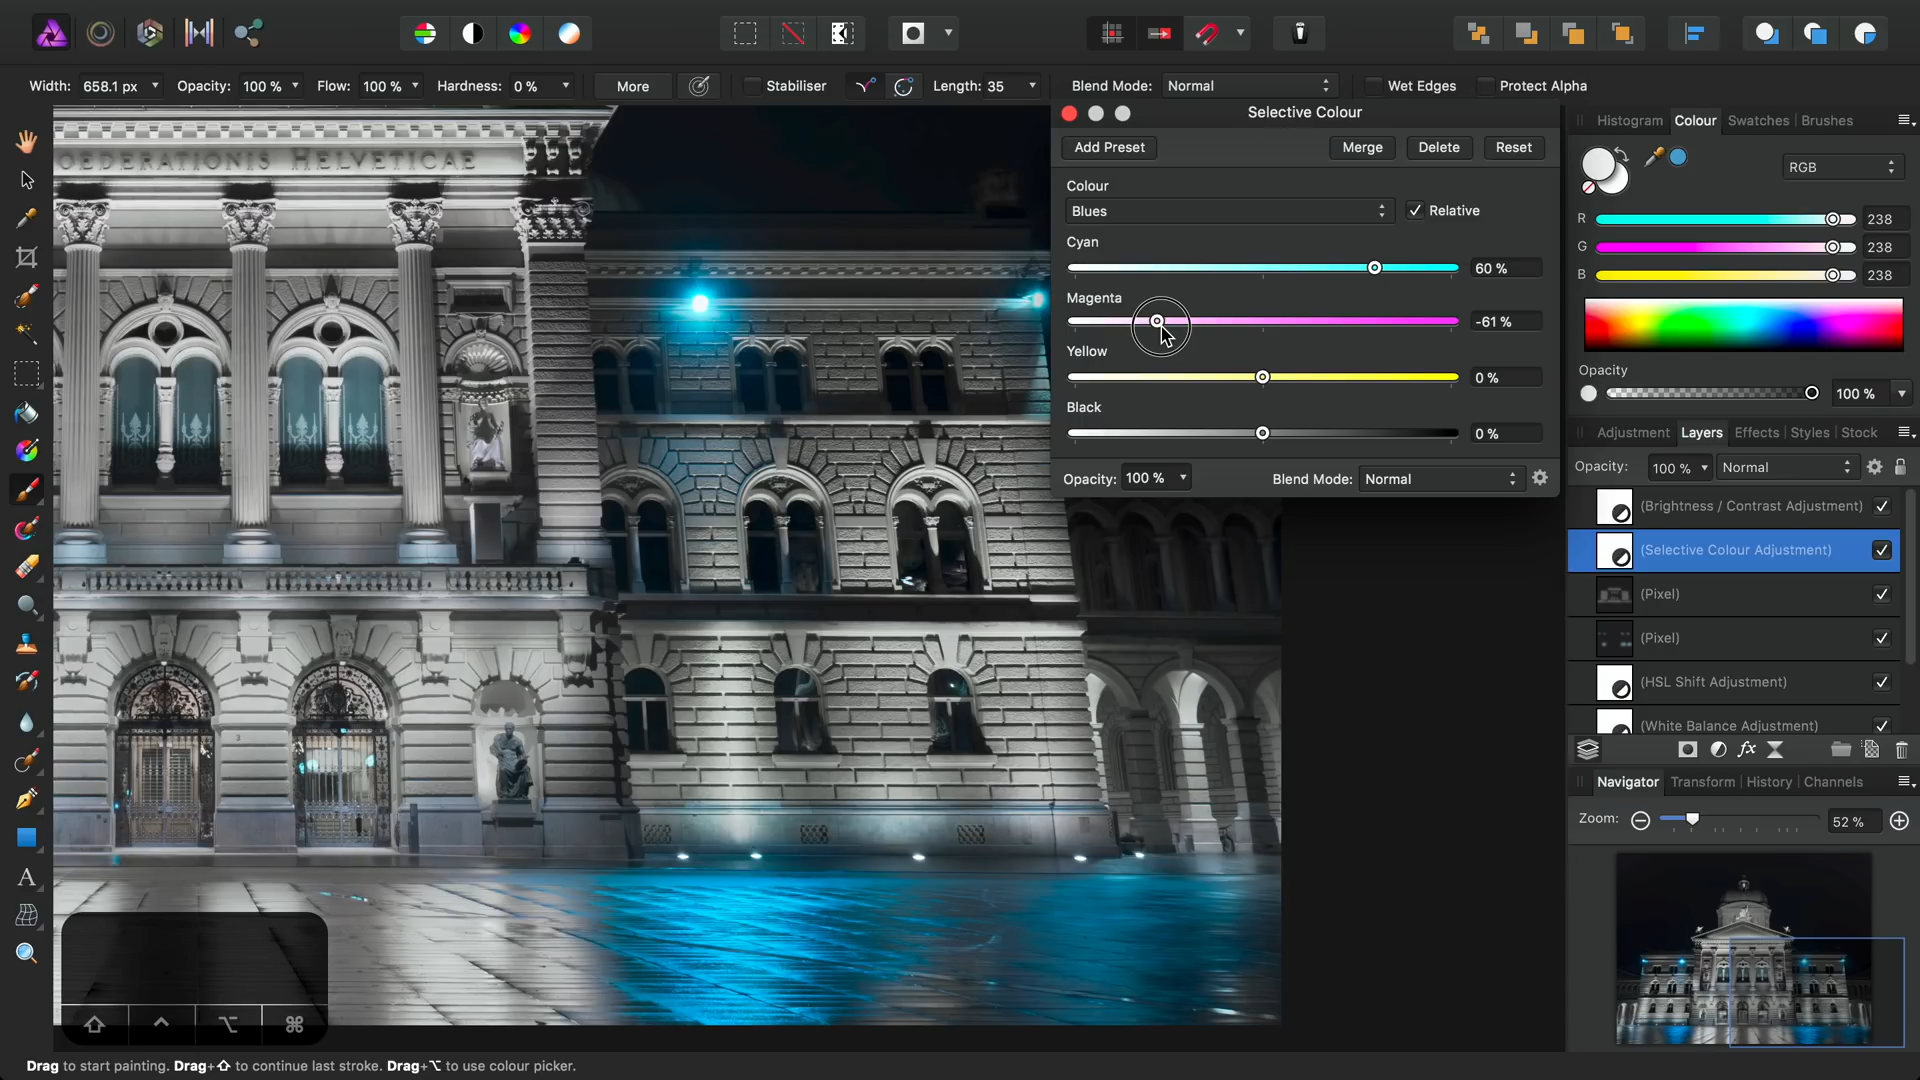 Width: 658.1 px Opacity: 100 % Flow: 100 % Hardness: 0 % More Stabiliser Length: 35 Blend Mode: Normal Wet Edges Protect Alpha
OEDERATIONIS HELVETICAE
Selective Colour
Add Preset Merge Delete Reset
Colour
Blues Relative
Cyan
60 %
Magenta
-61 %
Yellow
0 %
Black
0 %
Opacity: 100 % Blend Mode: Normal
Histogram Colour Swatches Brushes
RGB
R 238
G 238
B 238
Opacity
100 %
Adjustment Layers Effects Styles Stock
Opacity: 100 % Normal
(Brightness / Contrast Adjustment)
(Selective Colour Adjustment)
(Pixel)
(Pixel)
(HSL Shift Adjustment)
(White Balance Adjustment)
fx
Navigator Transform History Channels
Zoom: 52 %
3
A
Drag to start painting. Drag+⇧ to continue last stroke. Drag+⌥ to use colour picker.